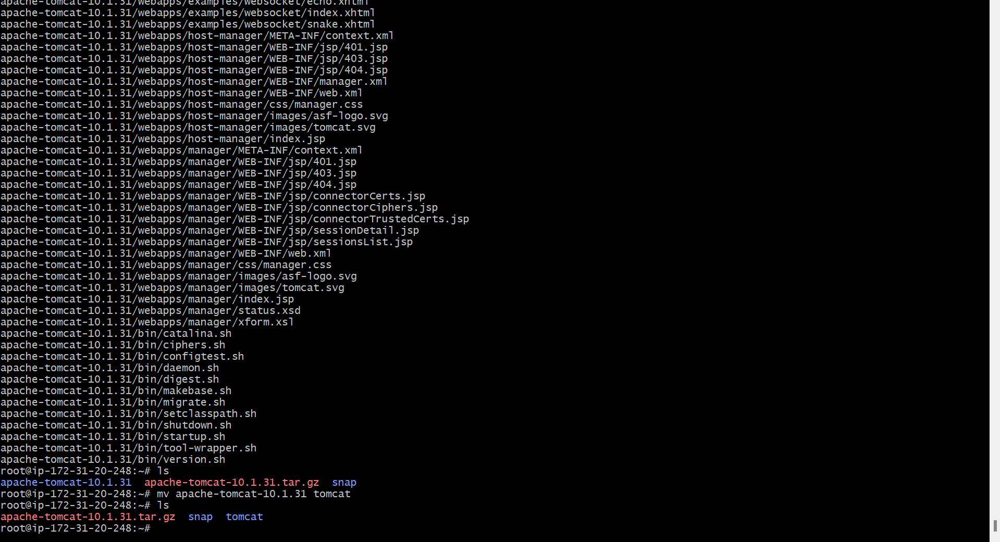 apache-tomcat-10.1.31/webapps/examples/websocket/echo.xhtml
apache-tomcat-10.1.31/webapps/examples/websocket/index.xhtml
apache-tomcat-10.1.31/webapps/examples/websocket/snake.xhtml
apache-tomcat-10.1.31/webapps/host-manager/META-INF/context.xml
apache-tomcat-10.1.31/webapps/host-manager/WEB-INF/jsp/401.jsp
apache-tomcat-10.1.31/webapps/host-manager/WEB-INF/jsp/403.jsp
apache-tomcat-10.1.31/webapps/host-manager/WEB-INF/jsp/404.jsp
apache-tomcat-10.1.31/webapps/host-manager/WEB-INF/manager.xml
apache-tomcat-10.1.31/webapps/host-manager/WEB-INF/web.xml
apache-tomcat-10.1.31/webapps/host-manager/css/manager.css
apache-tomcat-10.1.31/webapps/host-manager/images/asf-logo.svg
apache-tomcat-10.1.31/webapps/host-manager/images/tomcat.svg
apache-tomcat-10.1.31/webapps/host-manager/index.jsp
apache-tomcat-10.1.31/webapps/manager/META-INF/context.xml
apache-tomcat-10.1.31/webapps/manager/WEB-INF/jsp/401.jsp
apache-tomcat-10.1.31/webapps/manager/WEB-INF/jsp/403.jsp
apache-tomcat-10.1.31/webapps/manager/WEB-INF/jsp/404.jsp
apache-tomcat-10.1.31/webapps/manager/WEB-INF/jsp/connectorCerts.jsp
apache-tomcat-10.1.31/webapps/manager/WEB-INF/jsp/connectorCiphers.jsp
apache-tomcat-10.1.31/webapps/manager/WEB-INF/jsp/connectorTrustedCerts.jsp
apache-tomcat-10.1.31/webapps/manager/WEB-INF/jsp/sessionDetail.jsp
apache-tomcat-10.1.31/webapps/manager/WEB-INF/jsp/sessionsList.jsp
apache-tomcat-10.1.31/webapps/manager/WEB-INF/web.xml
apache-tomcat-10.1.31/webapps/manager/css/manager.css
apache-tomcat-10.1.31/webapps/manager/images/asf-logo.svg
apache-tomcat-10.1.31/webapps/manager/images/tomcat.svg
apache-tomcat-10.1.31/webapps/manager/index.jsp
apache-tomcat-10.1.31/webapps/manager/status.xsd
apache-tomcat-10.1.31/webapps/manager/xform.xsl
apache-tomcat-10.1.31/bin/catalina.sh
apache-tomcat-10.1.31/bin/ciphers.sh
apache-tomcat-10.1.31/bin/configtest.sh
apache-tomcat-10.1.31/bin/daemon.sh
apache-tomcat-10.1.31/bin/digest.sh
apache-tomcat-10.1.31/bin/makebase.sh
apache-tomcat-10.1.31/bin/migrate.sh
apache-tomcat-10.1.31/bin/setclasspath.sh
apache-tomcat-10.1.31/bin/shutdown.sh
apache-tomcat-10.1.31/bin/startup.sh
apache-tomcat-10.1.31/bin/tool-wrapper.sh
apache-tomcat-10.1.31/bin/version.sh
root@ip-172-31-20-248:~# ls
apache-tomcat-10.1.31  apache-tomcat-10.1.31.tar.gz  snap
root@ip-172-31-20-248:~# mv apache-tomcat-10.1.31 tomcat
root@ip-172-31-20-248:~# ls
apache-tomcat-10.1.31.tar.gz  snap  tomcat
root@ip-172-31-20-248:~#